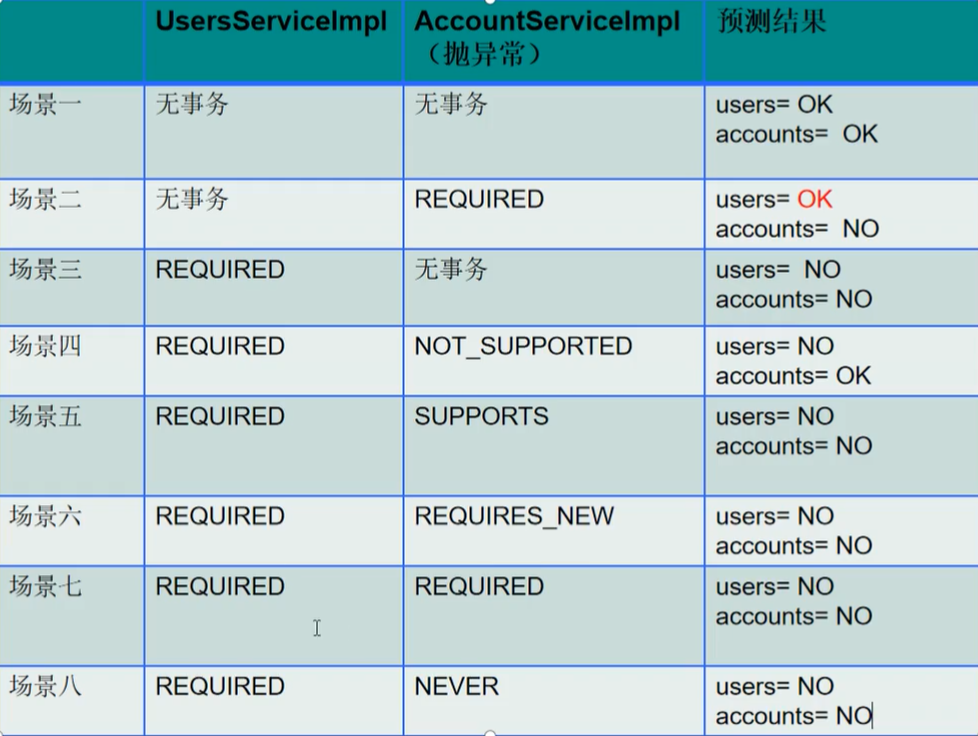 UsersServiceImpl AccountServiceImpl 预测结果
（抛异常）
场景一 无事务 无事务 users= OK
accounts= OK
场景二 无事务 REQUIRED users= OK
accounts= NO
场景三 REQUIRED 无事务 users= NO
accounts= NO
场景四 REQUIRED NOT_SUPPORTED users= NO
accounts= OK
场景五 REQUIRED SUPPORTS users= NO
accounts= NO
场景六 REQUIRED REQUIRES_NEW users= NO
accounts= NO
场景七 REQUIRED REQUIRED users= NO
accounts= NO
场景八 REQUIRED NEVER users= NO
accounts= NO